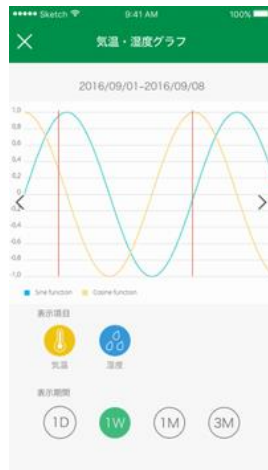 Sketch 9:41 AM 100%
気温・湿度グラフ
2016/09/01-2016/09/08
1,0
0,8
0,6
0,4
0,2
0
-0,2
-0,4
-0,6
-0,8
-1,0
Sine function Cosine function
表示項目
気温 湿度
表示期間
1D 1W 1M 3M